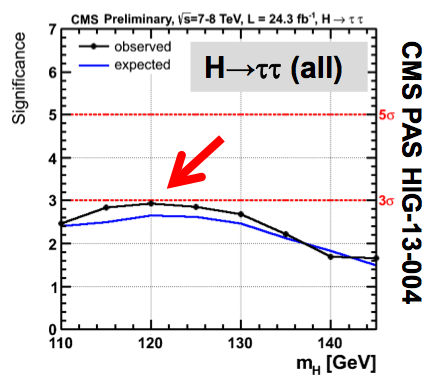 CMS Preliminary, √s=7-8 TeV, L = 24.3 fb⁻¹, H → τ τ
Significance
7
6
5
4
3
2
1
0
observed
expected
H→ττ (all)
5σ
3σ
110
120
130
140
m_H [GeV]
CMS PAS HIG-13-004